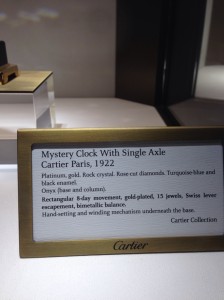 Mystery Clock With Single Axle
Cartier Paris, 1922
Platinum, gold. Rock crystal. Rose-cut diamonds. Turquoise-blue and
black enamel.
Onyx (base and column).
Rectangular 8-day movement, gold-plated, 15 jewels, Swiss lever
escapement, bimetallic balance.
Hand-setting and winding mechanism underneath the base.
Cartier Collection
Cartier